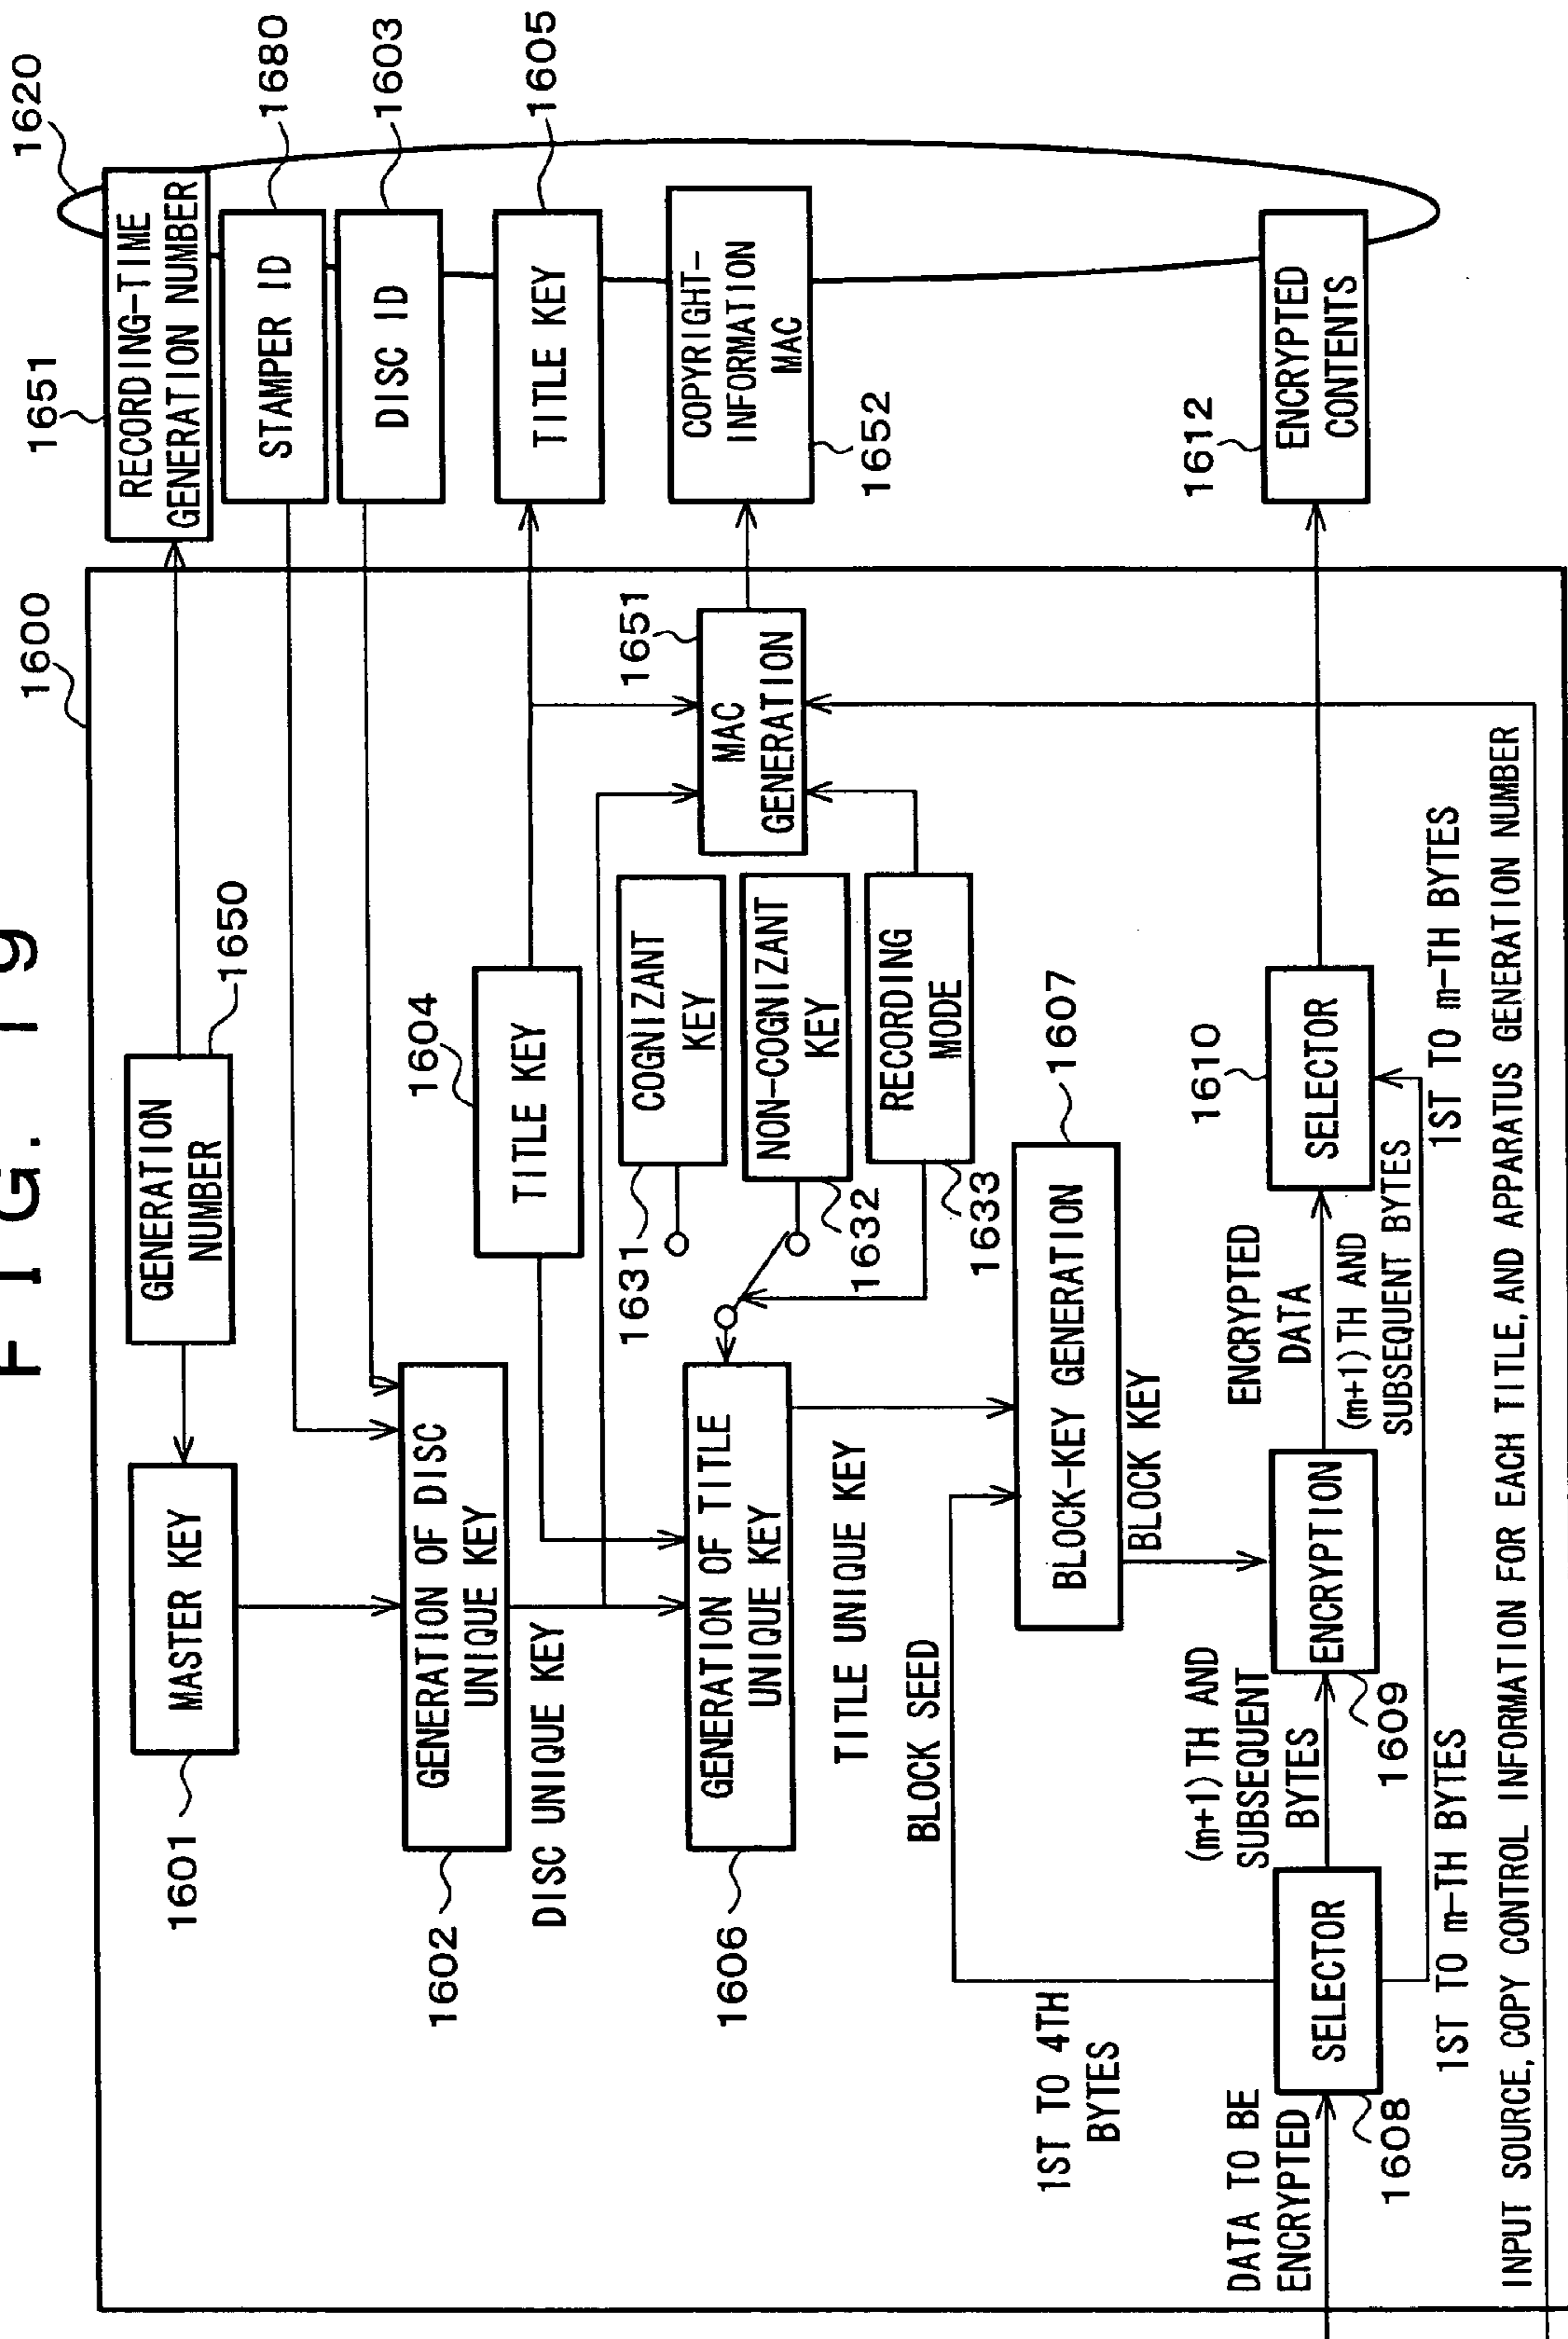 FIG. 19
1600
1620
1651
RECORDING-TIME
GENERATION NUMBER
1601
MASTER KEY
GENERATION
NUMBER
1650
STAMPER ID
1680
DISC ID
1603
1602
GENERATION OF DISC
UNIQUE KEY
DISC UNIQUE KEY
1604
TITLE KEY
TITLE KEY
1605
1631
COGNIZANT
KEY
1651
MAC
GENERATION
COPYRIGHT-
INFORMATION
MAC
1652
1606
GENERATION OF TITLE
UNIQUE KEY
TITLE UNIQUE KEY
NON-COGNIZANT
KEY
1632
RECORDING
MODE
1633
BLOCK SEED
1ST TO 4TH
BYTES
BLOCK-KEY GENERATION
1607
BLOCK KEY
DATA TO BE
ENCRYPTED
SELECTOR
1608
(m+1)TH AND
SUBSEQUENT
BYTES
ENCRYPTION
1609
ENCRYPTED
DATA
(m+1)TH AND
SUBSEQUENT BYTES
1610
SELECTOR
1612
ENCRYPTED
CONTENTS
1ST TO m-TH BYTES
1ST TO m-TH BYTES
INPUT SOURCE, COPY CONTROL INFORMATION FOR EACH TITLE, AND APPARATUS GENERATION NUMBER